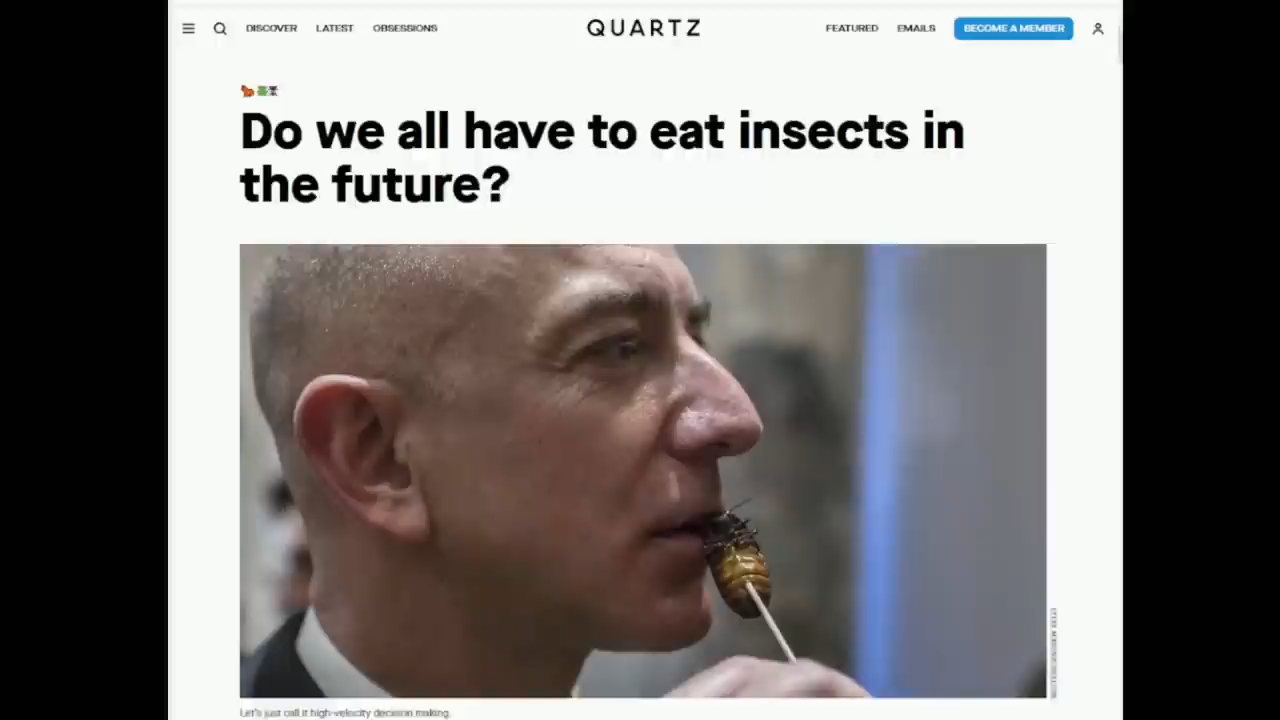 DISCOVER LATEST OBSESSIONS QUARTZ FEATURED EMAILS BECOME A MEMBER
Do we all have to eat insects in
the future?
Let's just call it high-velocity decision making.